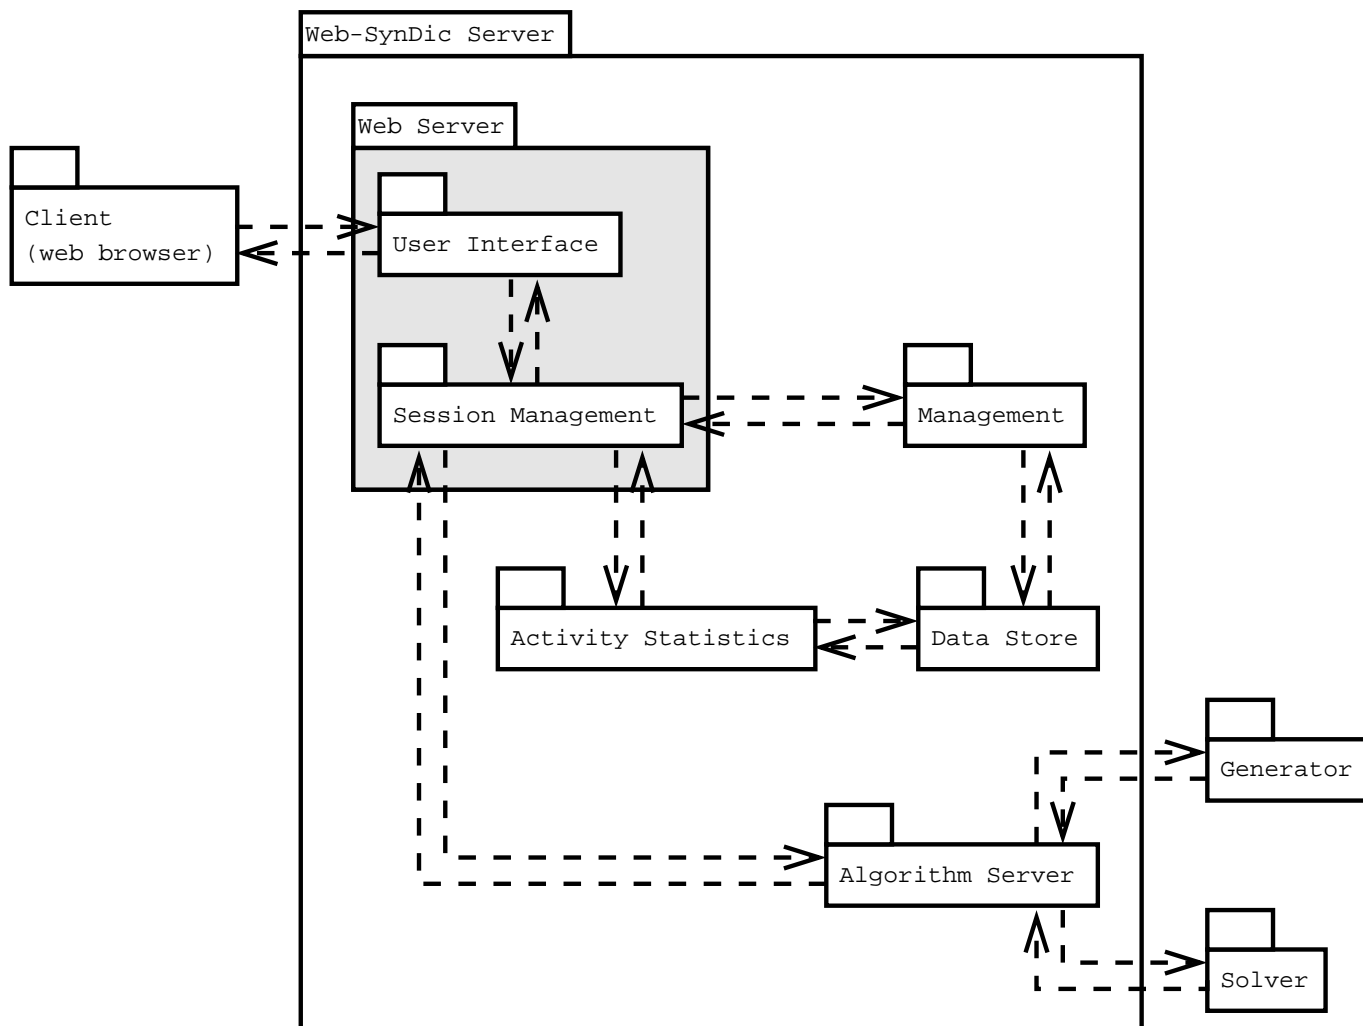 Web-SynDic Server
Web Server
Client
(web browser)
User Interface
Session Management
Management
Activity Statistics
Data Store
Generator
Algorithm Server
Solver